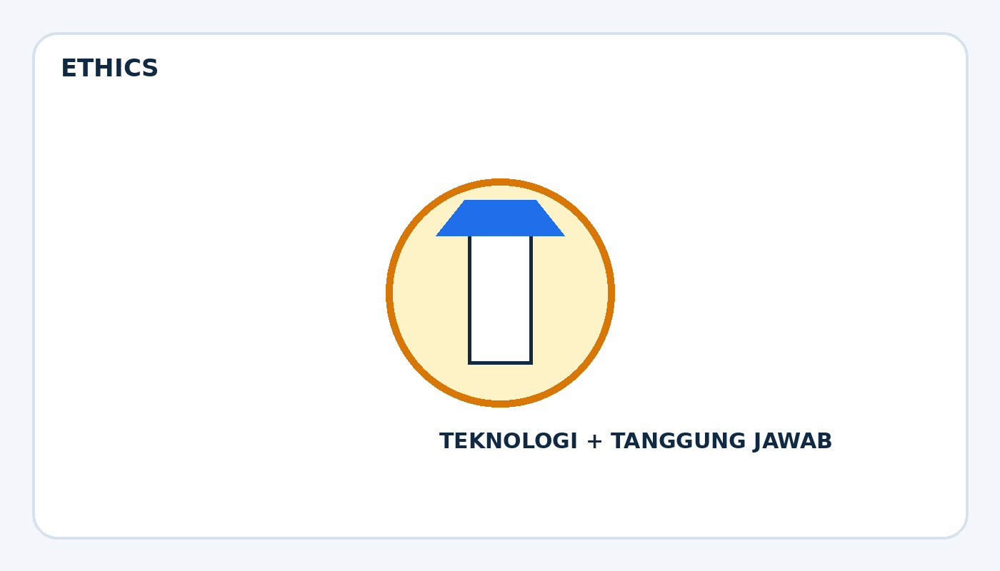 ETHICS
TEKNOLOGI + TANGGUNG JAWAB